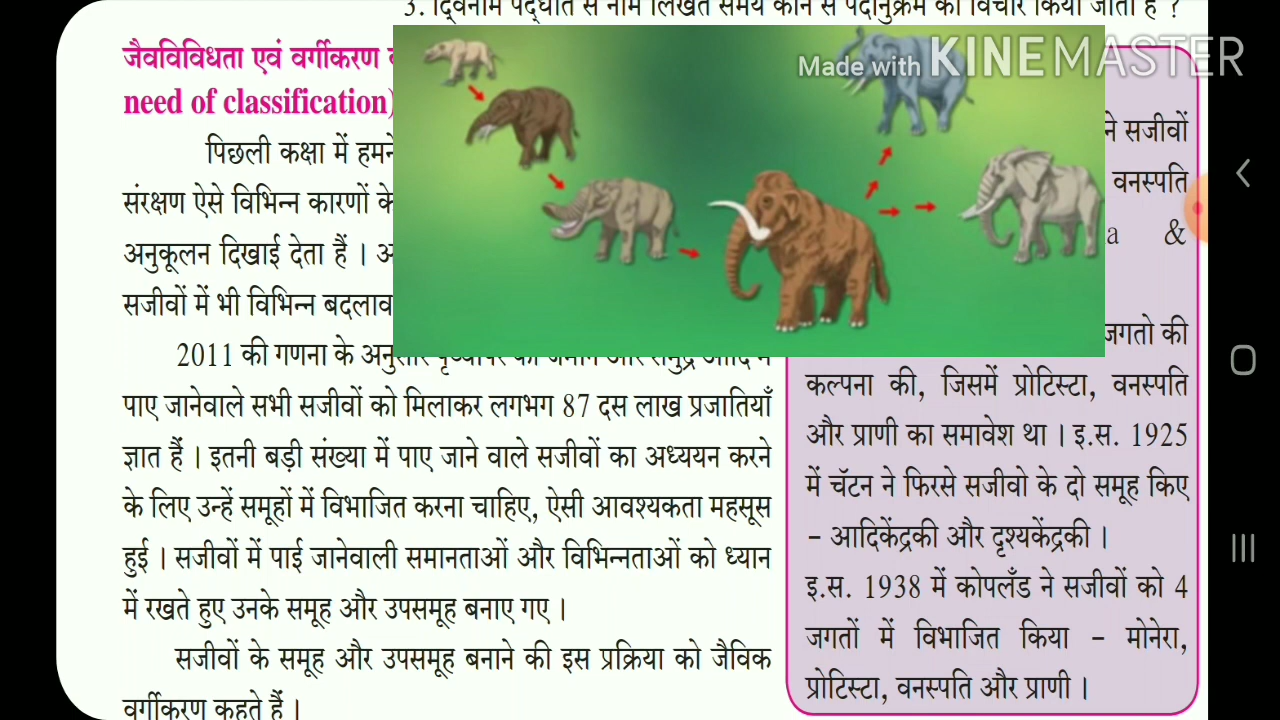 3. द्विनाम पद्धति से नाम लिखते समय कौन से पदानुक्रम का विचार किया जाता है ?
Made with KINEMASTER
जैवविविधता एवं वर्गीकरण
need of classification)
पिछली कक्षा में हमने
संरक्षण ऐसे विभिन्न कारणों के
अनुकूलन दिखाई देता हैं ।
सजीवों में भी विभिन्न बदलाव
2011 की गणना के अनुसार पृथ्वीपर की जमीन और समुद्र आदि में
पाए जानेवाले सभी सजीवों को मिलाकर लगभग 87 दस लाख प्रजातियाँ
ज्ञात हैं । इतनी बड़ी संख्या में पाए जाने वाले सजीवों का अध्ययन करने
के लिए उन्हें समूहों में विभाजित करना चाहिए, ऐसी आवश्यकता महसूस
हुई । सजीवों में पाई जानेवाली समानताओं और विभिन्नताओं को ध्यान
में रखते हुए उनके समूह और उपसमूह बनाए गए ।
सजीवों के समूह और उपसमूह बनाने की इस प्रक्रिया को जैविक
वर्गीकरण कहते हैं ।
ने सजीवों
वनस्पति
a &
जगतो की
कल्पना की, जिसमें प्रोटिस्टा, वनस्पति
और प्राणी का समावेश था । इ.स. 1925
में चॅटन ने फिरसे सजीवो के दो समूह किए
– आदिकेंद्रकी और दृश्यकेंद्रकी ।
इ.स. 1938 में कोपलँड ने सजीवों को 4
जगतों में विभाजित किया – मोनेरा,
प्रोटिस्टा, वनस्पति और प्राणी ।